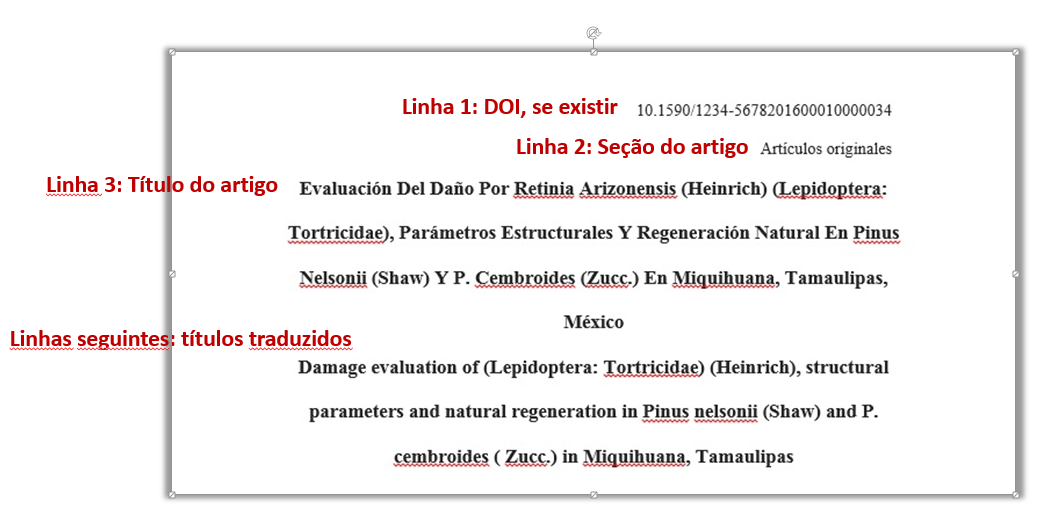 Linha 1: DOI, se existir 10.1590/1234-5678201600010000034
Linha 2: Seção do artigo Artículos originales
Linha 3: Título do artigo Evaluación Del Daño Por Retinia Arizonensis (Heinrich) (Lepidoptera:
Tortricidae), Parámetros Estructurales Y Regeneración Natural En Pinus
Nelsonii (Shaw) Y P. Cembroides (Zucc.) En Miquihuana, Tamaulipas,
México
Linhas seguintes: títulos traduzidos
Damage evaluation of (Lepidoptera: Tortricidae) (Heinrich), structural
parameters and natural regeneration in Pinus nelsonii (Shaw) and P.
cembroides ( Zucc.) in Miquihuana, Tamaulipas